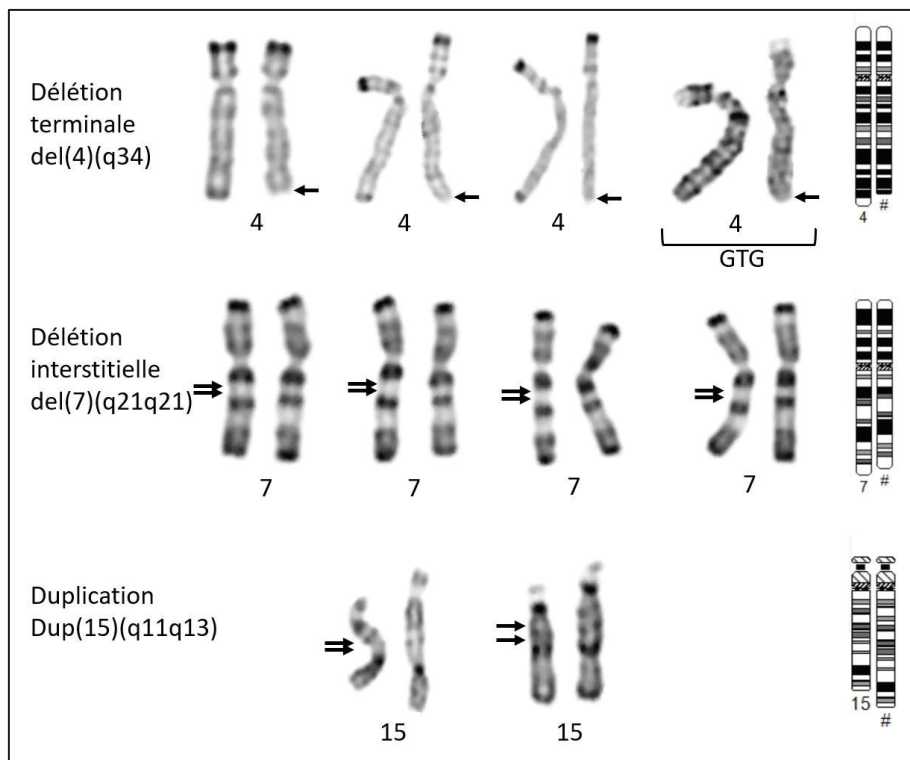 Délétion
terminale
del(4)(q34)
4 4 4 4
GTG
4 #
Délétion
interstitielle
del(7)(q21q21)
7 7 7 7
7 #
Duplication
Dup(15)(q11q13)
15 15
15 #